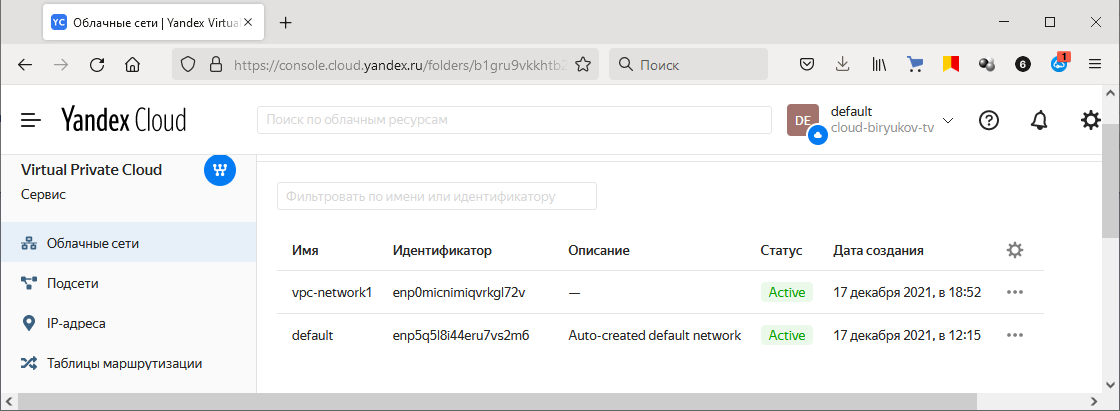 YC Облачные сети | Yandex Virtual
https://console.cloud.yandex.ru/folders/b1gru9vkkhtb2 Поиск 6 1
Yandex Cloud Поиск по облачным ресурсам DE default
cloud-biryukov-tv
Virtual Private Cloud
Сервис
Фильтровать по имени или идентификатору
Облачные сети
Подсети
IP-адреса
Таблицы маршрутизации
Имя Идентификатор Описание Статус Дата создания
vpc-network1 enp0micnimiqvrkgl72v — Active 17 декабря 2021, в 18:52
default enp5q5l8i44eru7vs2m6 Auto-created default network Active 17 декабря 2021, в 12:15